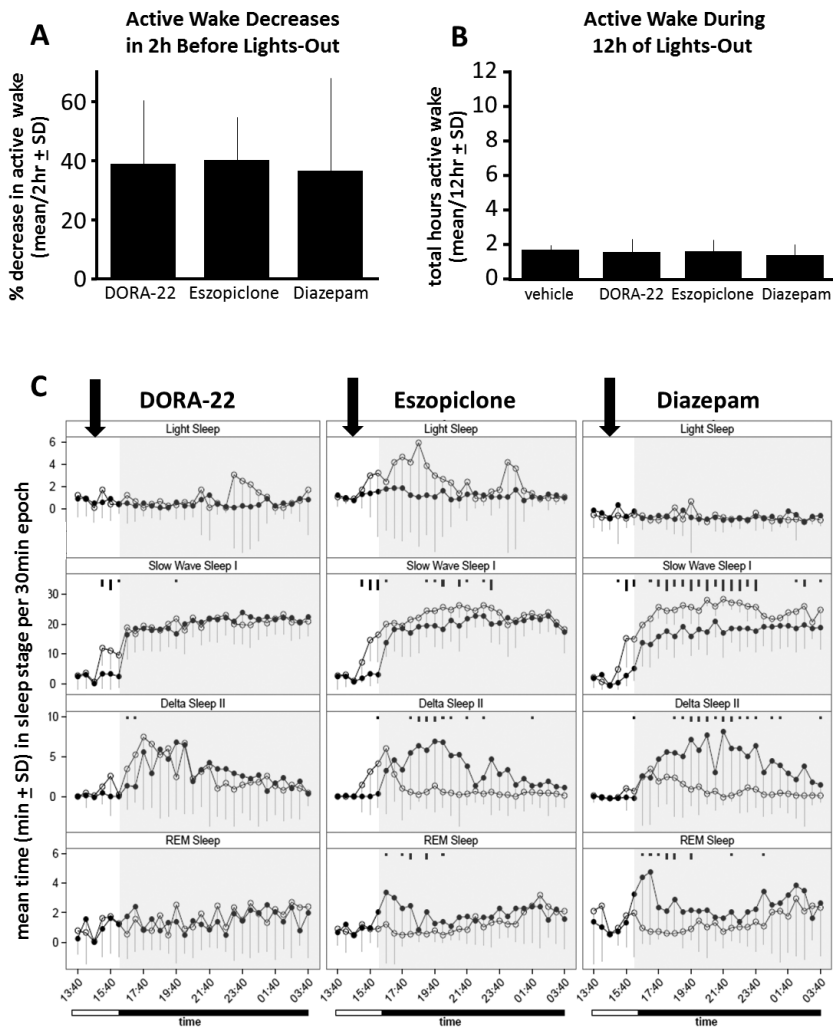 A
Active Wake Decreases
in 2h Before Lights-Out
% decrease in active wake
(mean/2hr ± SD)
60
40
20
0
DORA-22 Eszopiclone Diazepam
B
Active Wake During
12h of Lights-Out
total hours active wake
(mean/12hr ± SD)
12
10
8
6
4
2
0
vehicle DORA-22 Eszopiclone Diazepam
C
DORA-22 Eszopiclone Diazepam
mean time (min ± SD) in sleep stage per 30min epoch
Light Sleep Light Sleep Light Sleep
6
4
2
0
Slow Wave Sleep I Slow Wave Sleep I Slow Wave Sleep I
30
20
10
0
Delta Sleep II Delta Sleep II Delta Sleep II
10
5
0
REM Sleep REM Sleep REM Sleep
6
4
2
0
13:40 15:40 17:40 19:40 23:40 01:40 03:40 13:40 15:40 17:40 19:40 23:40 01:40 03:40 13:40 15:40 17:40 19:40 23:40 01:40 03:40
time time time